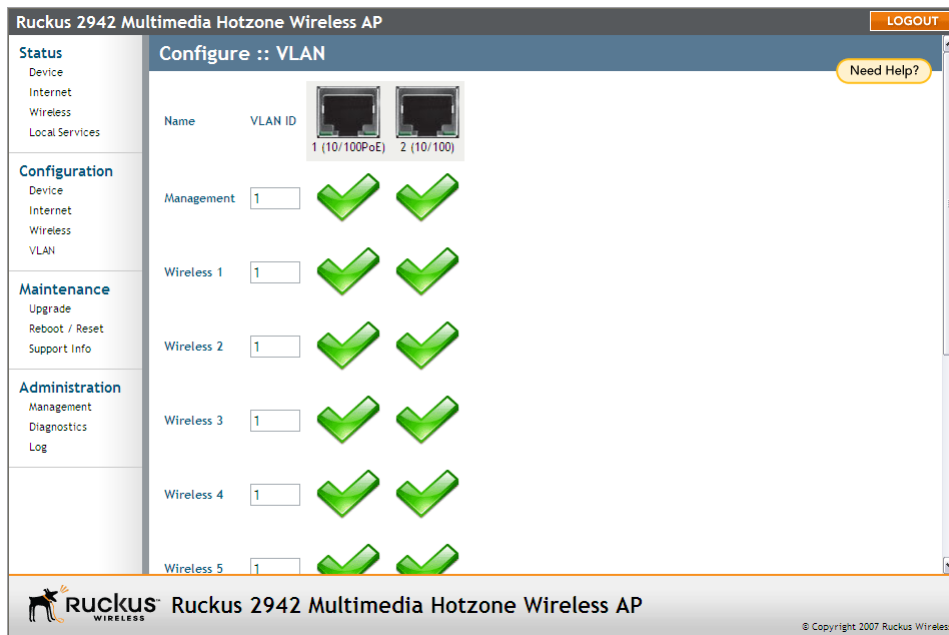 Ruckus 2942 Multimedia Hotzone Wireless AP
LOGOUT
Status
Device
Internet
Wireless
Local Services
Configuration
Device
Internet
Wireless
VLAN
Maintenance
Upgrade
Reboot / Reset
Support Info
Administration
Management
Diagnostics
Log
Configure :: VLAN
Need Help?
Name VLAN ID
1 (10/100PoE) 2 (10/100)
Management 1
Wireless 1 1
Wireless 2 1
Wireless 3 1
Wireless 4 1
Wireless 5 1
RUCKUS WIRELESS Ruckus 2942 Multimedia Hotzone Wireless AP
© Copyright 2007 Ruckus Wireles